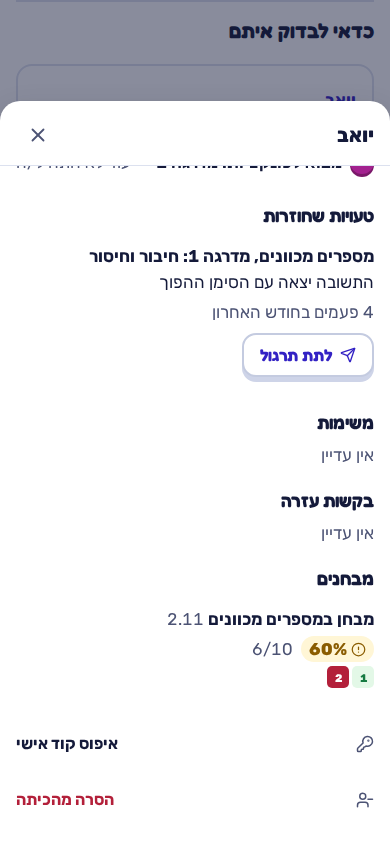 כדאי לבדוק איתם
יואב
יואב
טעויות שחוזרות
מספרים מכוונים, מדרגה 1: חיבור וחיסור
התשובה יצאה עם הסימן ההפוך
4 פעמים בחודש האחרון
לתת תרגול
משימות
אין עדיין
בקשות עזרה
אין עדיין
מבחנים
מבחן במספרים מכוונים 2.11
60% 6/10
1 2
איפוס קוד אישי
הסרה מהכיתה